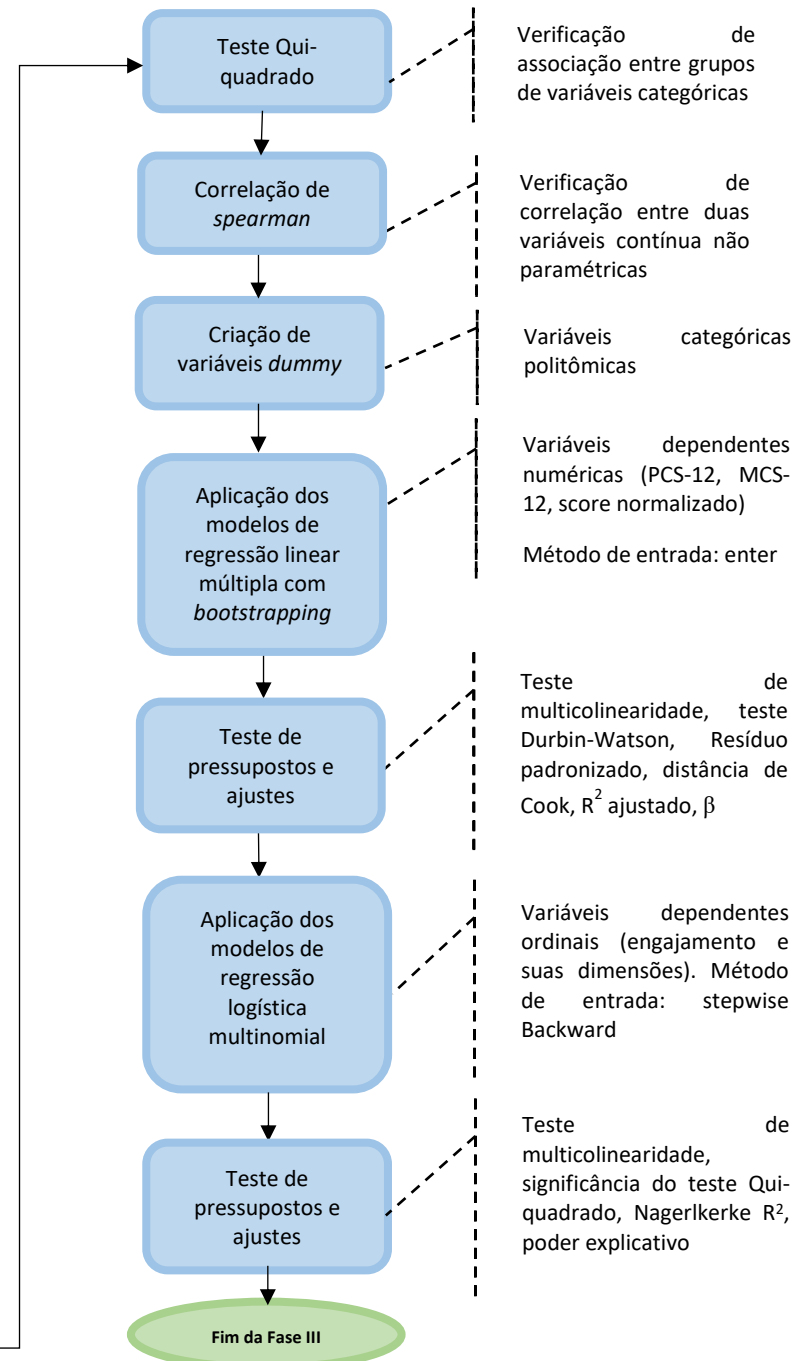 Teste Qui-
quadrado
Verificação de
associação entre grupos
de variáveis categóricas
Correlação de
spearman
Verificação de
correlação entre duas
variáveis contínua não
paramétricas
Criação de
variáveis dummy
Variáveis categóricas
politômicas
Aplicação dos
modelos de
regressão linear
múltipla com
bootstrapping
Variáveis dependentes
numéricas (PCS-12, MCS-
12, score normalizado)
Método de entrada: enter
Teste de
pressupostos e
ajustes
Teste de
multicolinearidade, teste
Durbin-Watson, Resíduo
padronizado, distância de
Cook, R² ajustado, β
Aplicação dos
modelos de
regressão
logística
multinomial
Variáveis dependentes
ordinais (engajamento e
suas dimensões). Método
de entrada: stepwise
Backward
Teste de
pressupostos e
ajustes
Teste de
multicolinearidade,
significância do teste Qui-
quadrado, Nagerlkerke R²,
poder explicativo
Fim da Fase III